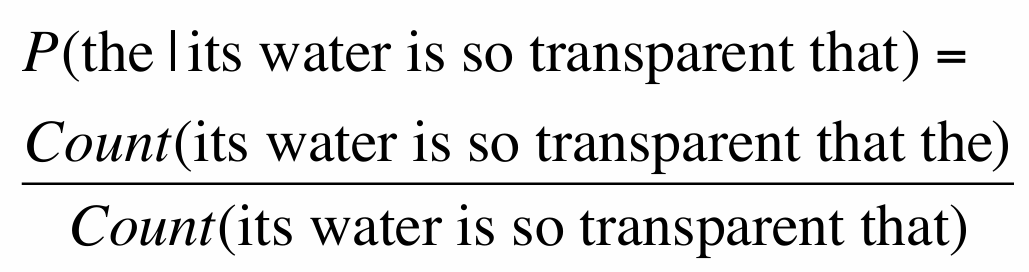 P(the | its water is so transparent that) =
Count(its water is so transparent that the)
Count(its water is so transparent that)